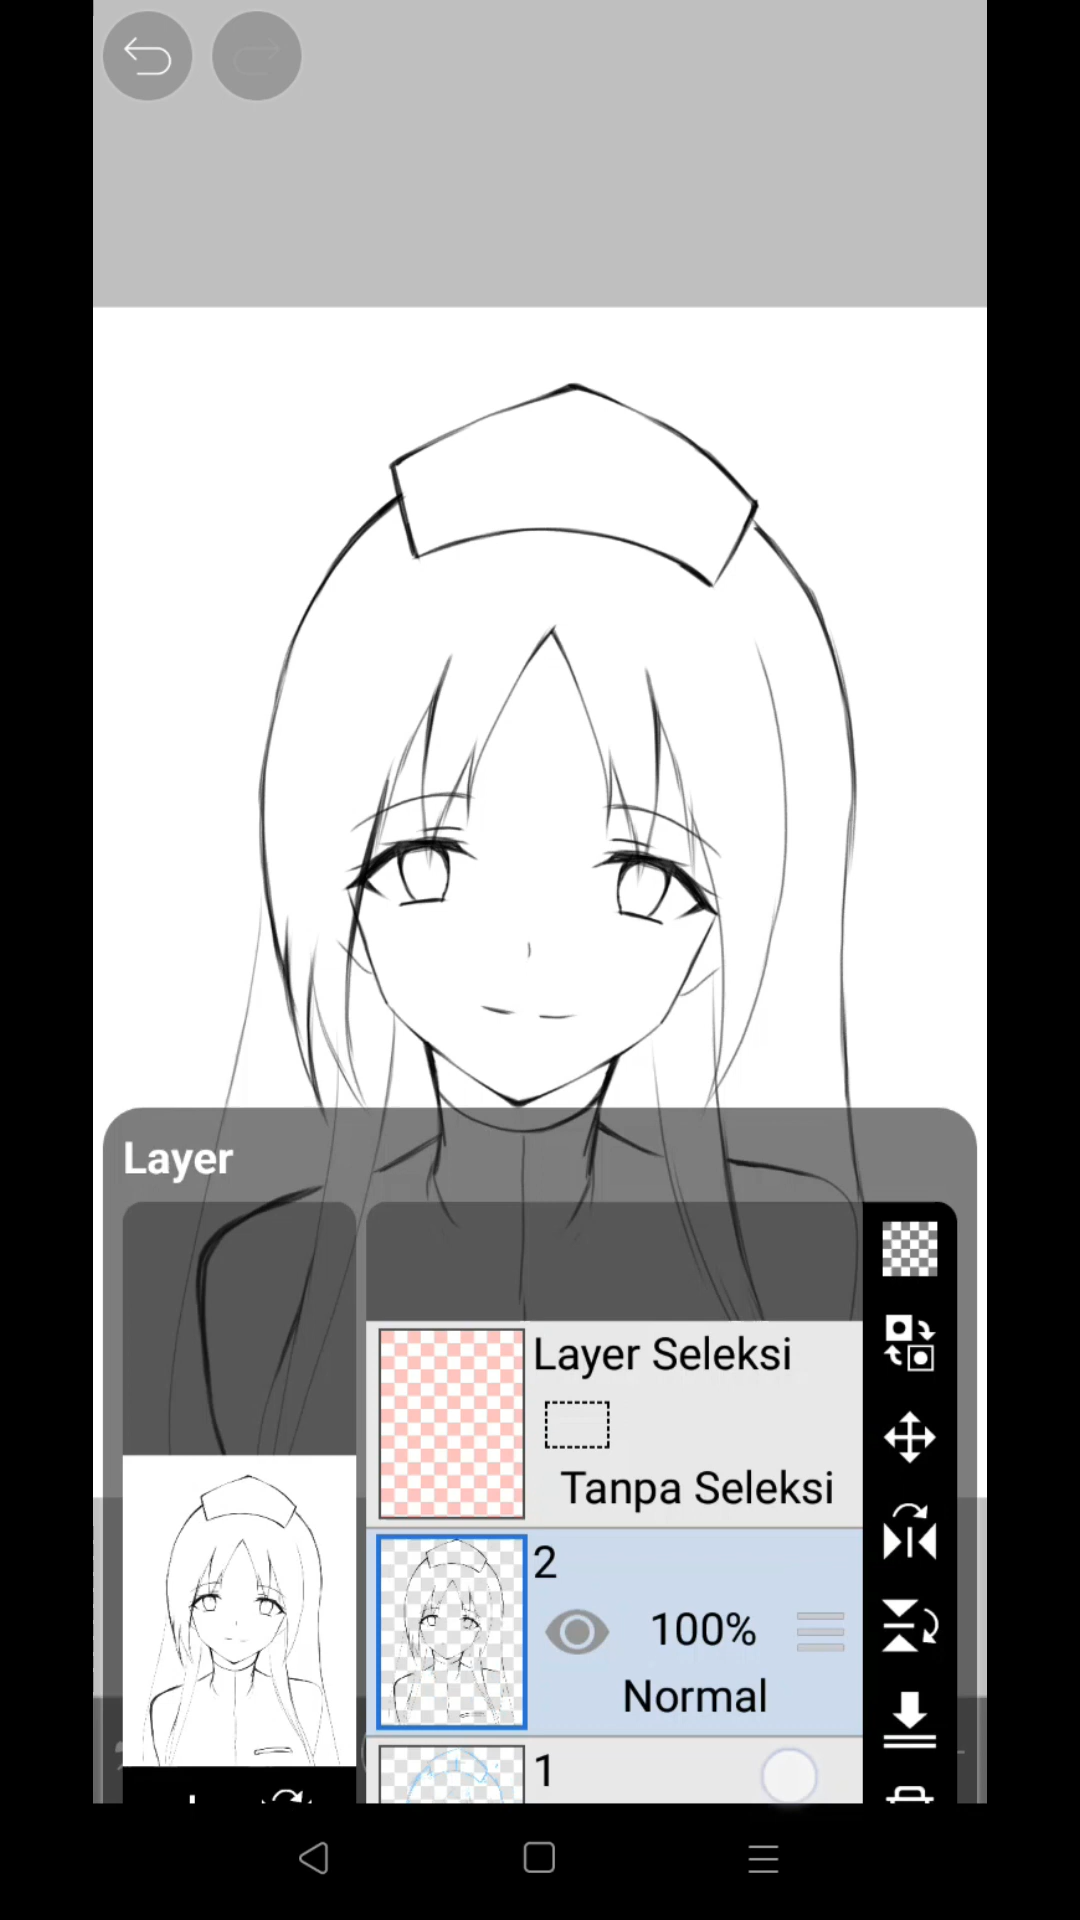 Layer
Layer Seleksi
Tanpa Seleksi
2
100%
Normal
1